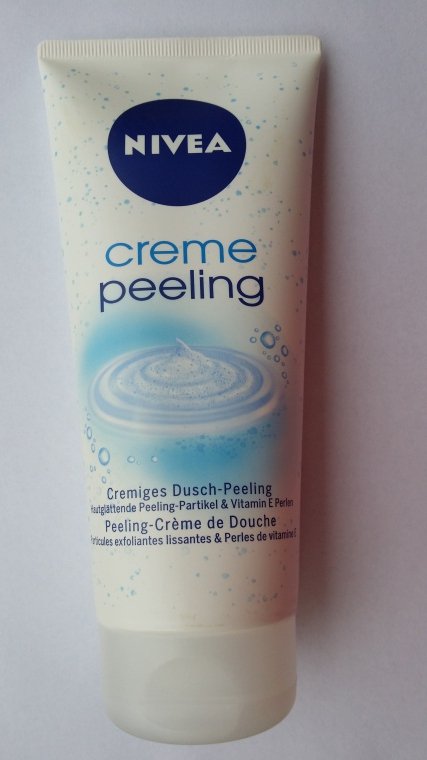 NIVEA
creme
peeling
Cremiges Dusch-Peeling
Hautglättende Peeling-Partikel & Vitamin E Perlen
Peeling-Crème de Douche
Particules exfoliantes lissantes & Perles de vitamine E